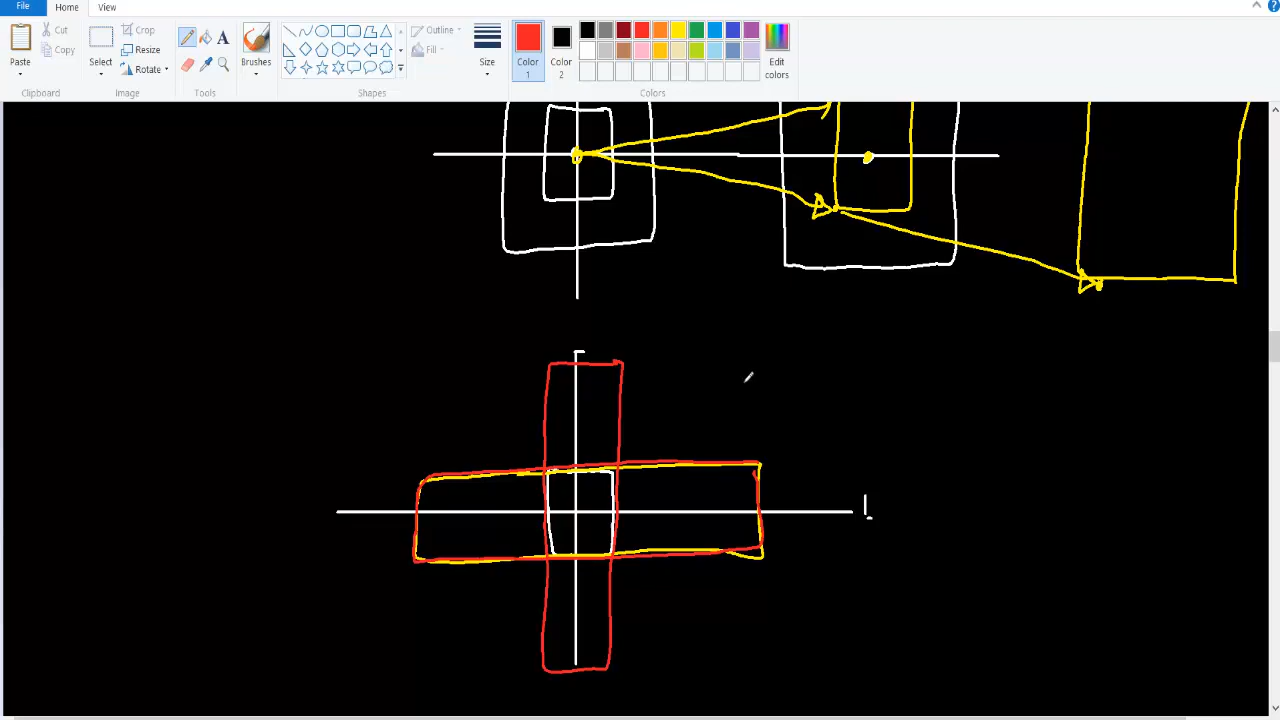 File Home View
Cut
Copy
Crop
Resize
Rotate
Outline
Fill
Select
Brushes
Size
Color
1
Color
2
Edit
colors
Clipboard
Image
Tools
Shapes
Colors